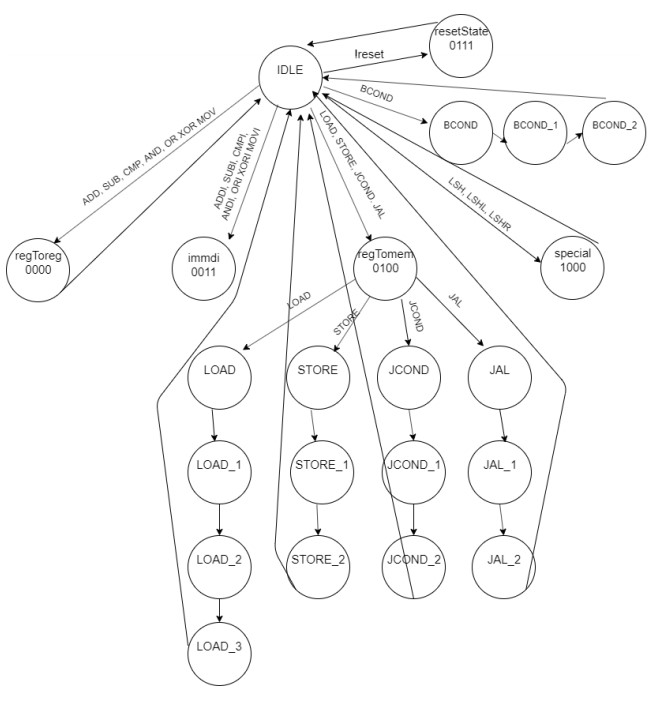 resetState
0111
IDLE
!reset
BCOND
BCOND
BCOND_1
BCOND_2
ADD, SUB, CMP, AND, OR XOR MOV
ADDI, SUBI, CMPI,
ANDI, ORI XORI MOVI
LOAD, STORE, JCOND, JAL
LSH, LSHL, LSHR
regToreg
0000
immdi
0011
regTomem
0100
special
1000
LOAD
STORE
JCOND
JAL
LOAD
STORE
JCOND
JAL
LOAD_1
STORE_1
JCOND_1
JAL_1
LOAD_2
STORE_2
JCOND_2
JAL_2
LOAD_3